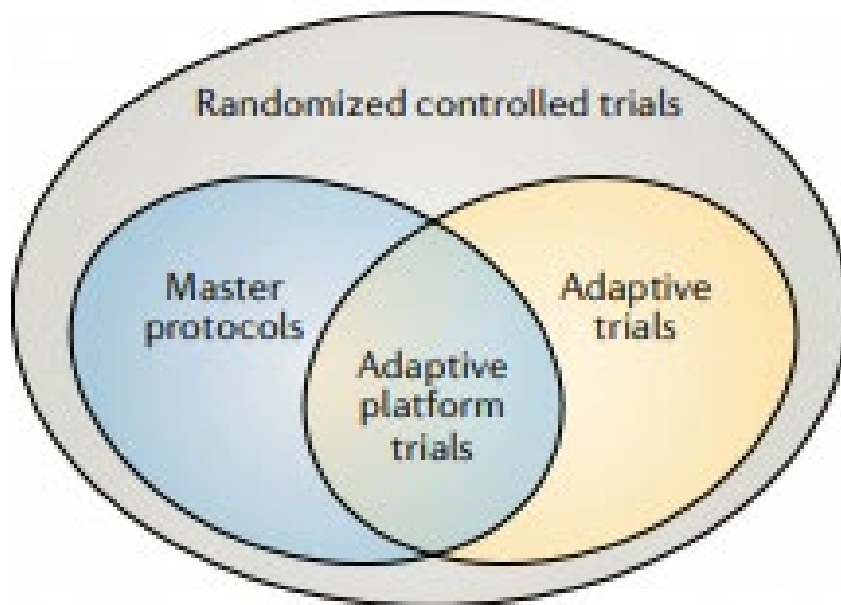 Randomized controlled trials
Master
protocols
Adaptive
trials
Adaptive
platform
trials